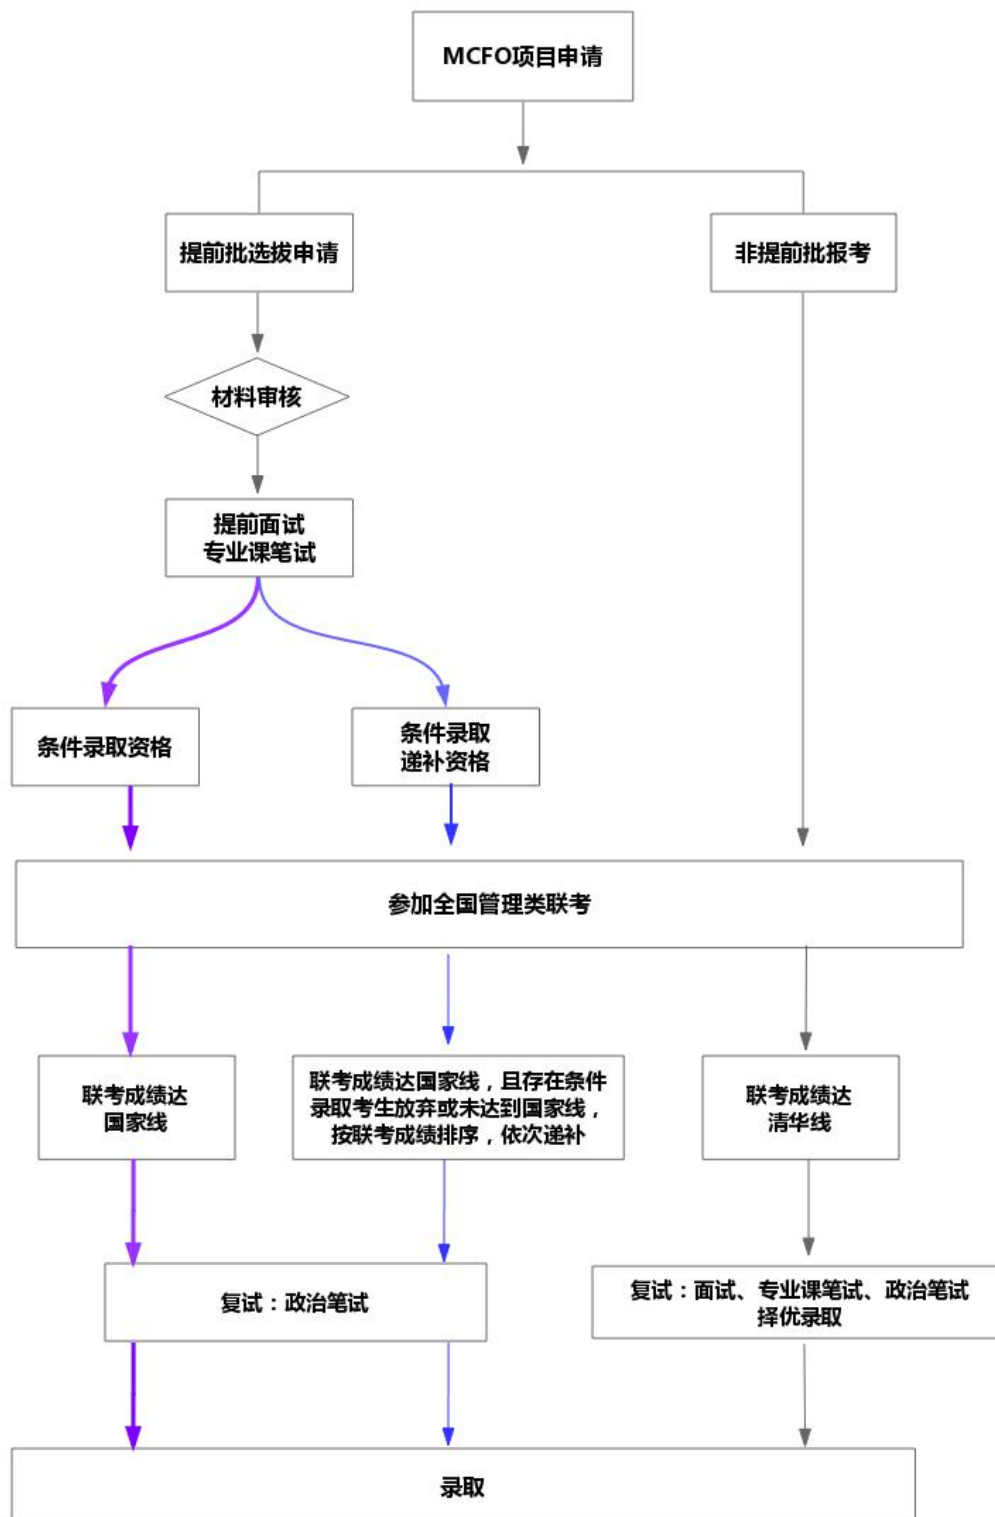 MCFO项目申请
提前批选拔申请
非提前批报考
材料审核
提前面试
专业课笔试
条件录取资格
条件录取
递补资格
参加全国管理类联考
联考成绩达
国家线
联考成绩达国家线，且存在条件
录取考生放弃或未达到国家线，
按联考成绩排序，依次递补
联考成绩达
清华线
复试：政治笔试
复试：面试、专业课笔试、政治笔试
择优录取
录取